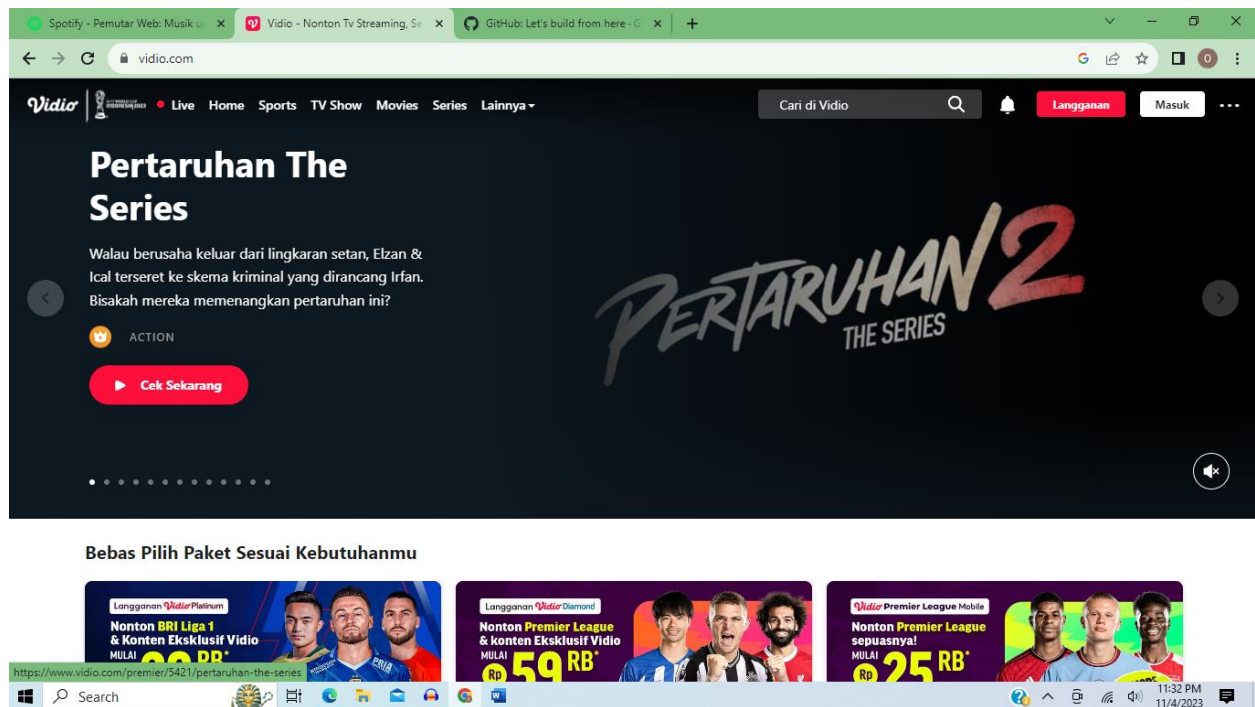 Spotify - Pemutar Web: Musik u
Vidio - Nonton Tv Streaming, Se
GitHub: Let's build from here · G
vidio.com
Vidio
Live Home Sports TV Show Movies Series Lainnya
Cari di Vidio
Langganan
Masuk
Pertaruhan The
Series
Walau berusaha keluar dari lingkaran setan, Elzan &
Ical terseret ke skema kriminal yang dirancang Irfan.
Bisakah mereka memenangkan pertaruhan ini?
ACTION
Cek Sekarang
PERTARUHAN 2
THE SERIES
Bebas Pilih Paket Sesuai Kebutuhanmu
Langganan Vidio Platinum
Nonton BRI Liga 1
& Konten Eksklusif Vidio
MULAI
RB*
Langganan Vidio Diamond
Nonton Premier League
& konten Eksklusif Vidio
MULAI
Rp 59 RB*
Vidio Premier League Mobile
Nonton Premier League
sepuasnya!
MULAI
Rp 25 RB*
https://www.vidio.com/premier/5421/pertaruhan-the-series
Search
11:32 PM
11/4/2023